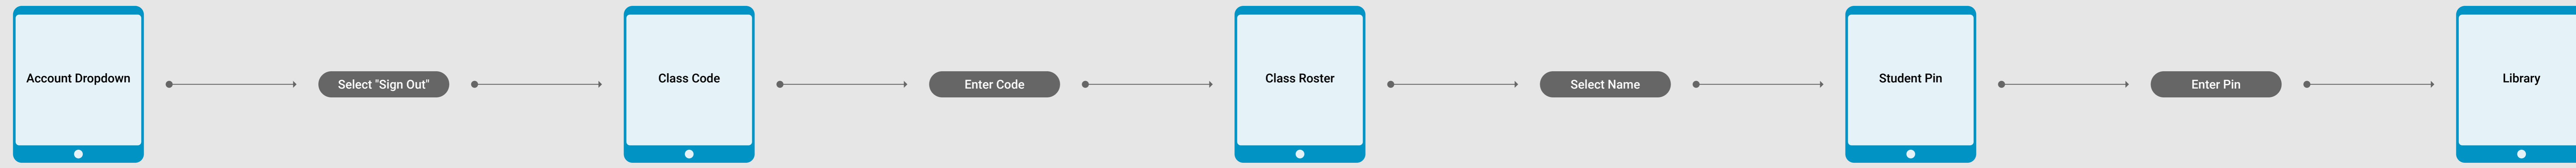 Account Dropdown
Select "Sign Out"
Class Code
Enter Code
Class Roster
Select Name
Student Pin
Enter Pin
Library